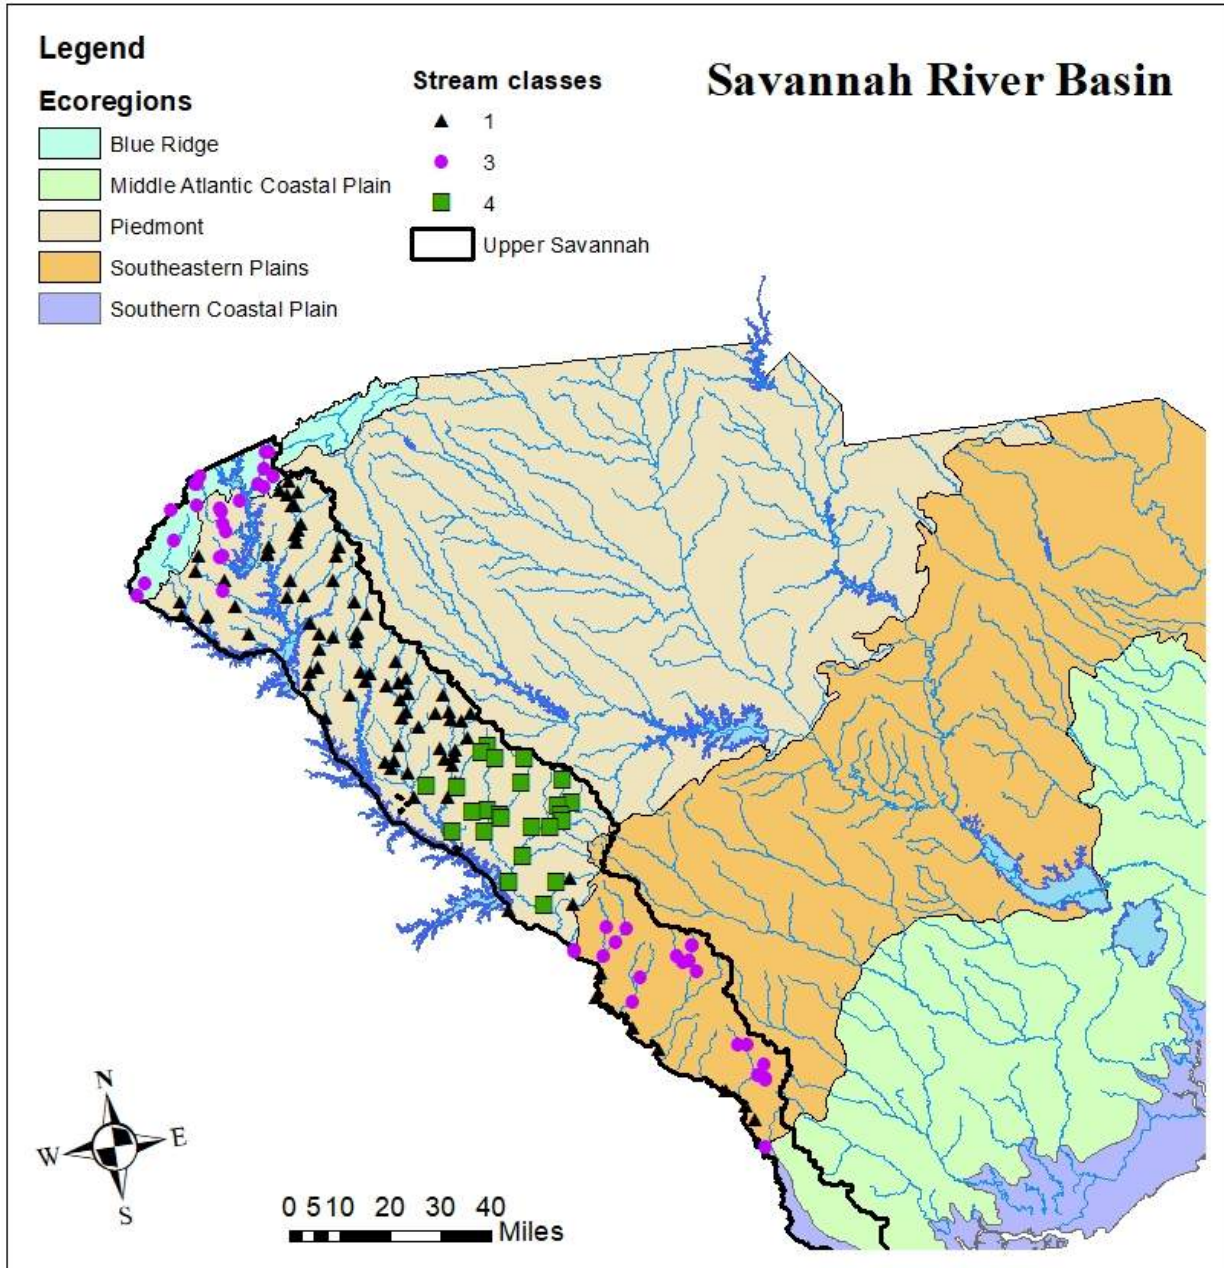 Legend
Ecoregions
Blue Ridge
Middle Atlantic Coastal Plain
Piedmont
Southeastern Plains
Southern Coastal Plain
Stream classes
1
3
4
Upper Savannah
Savannah River Basin
N
W E
S
0 5 10 20 30 40
Miles